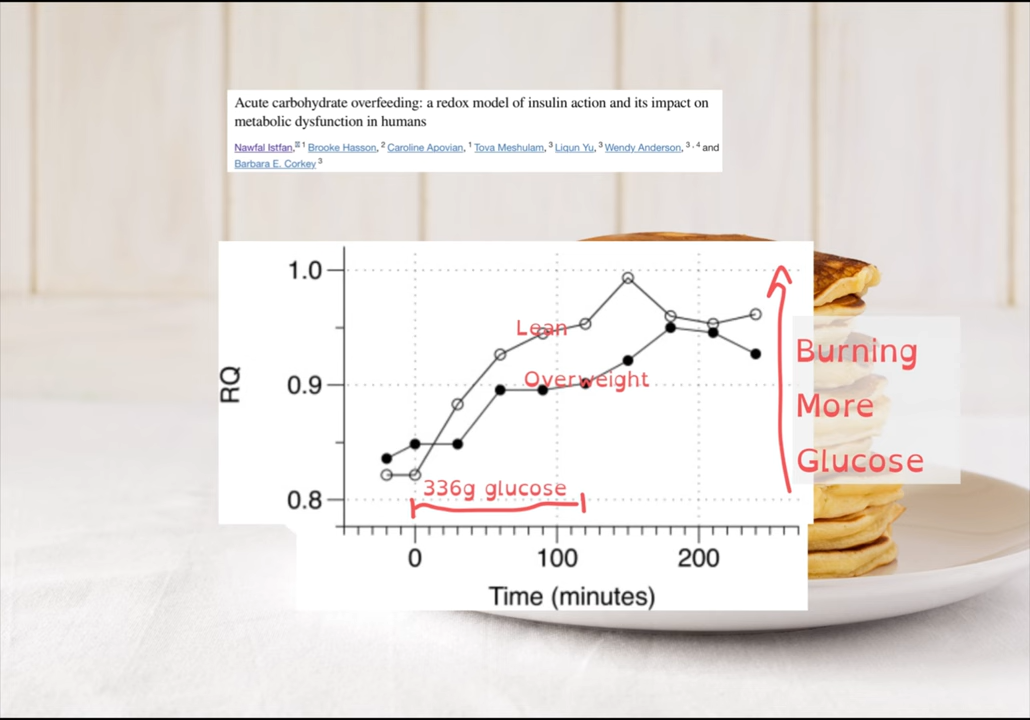 Acute carbohydrate overfeeding: a redox model of insulin action and its impact on
metabolic dysfunction in humans
Nawfal Istfan, 1 Brooke Hasson, 2 Caroline Apovian, 1 Tova Meshulam, 3 Liqun Yu, 3 Wendy Anderson, 3 , 4 and
Barbara E. Corkey 3
1.0
Lean
Burning
Overweight
0.9
RQ
More
Glucose
336g glucose
0.8
0 100 200
Time (minutes)